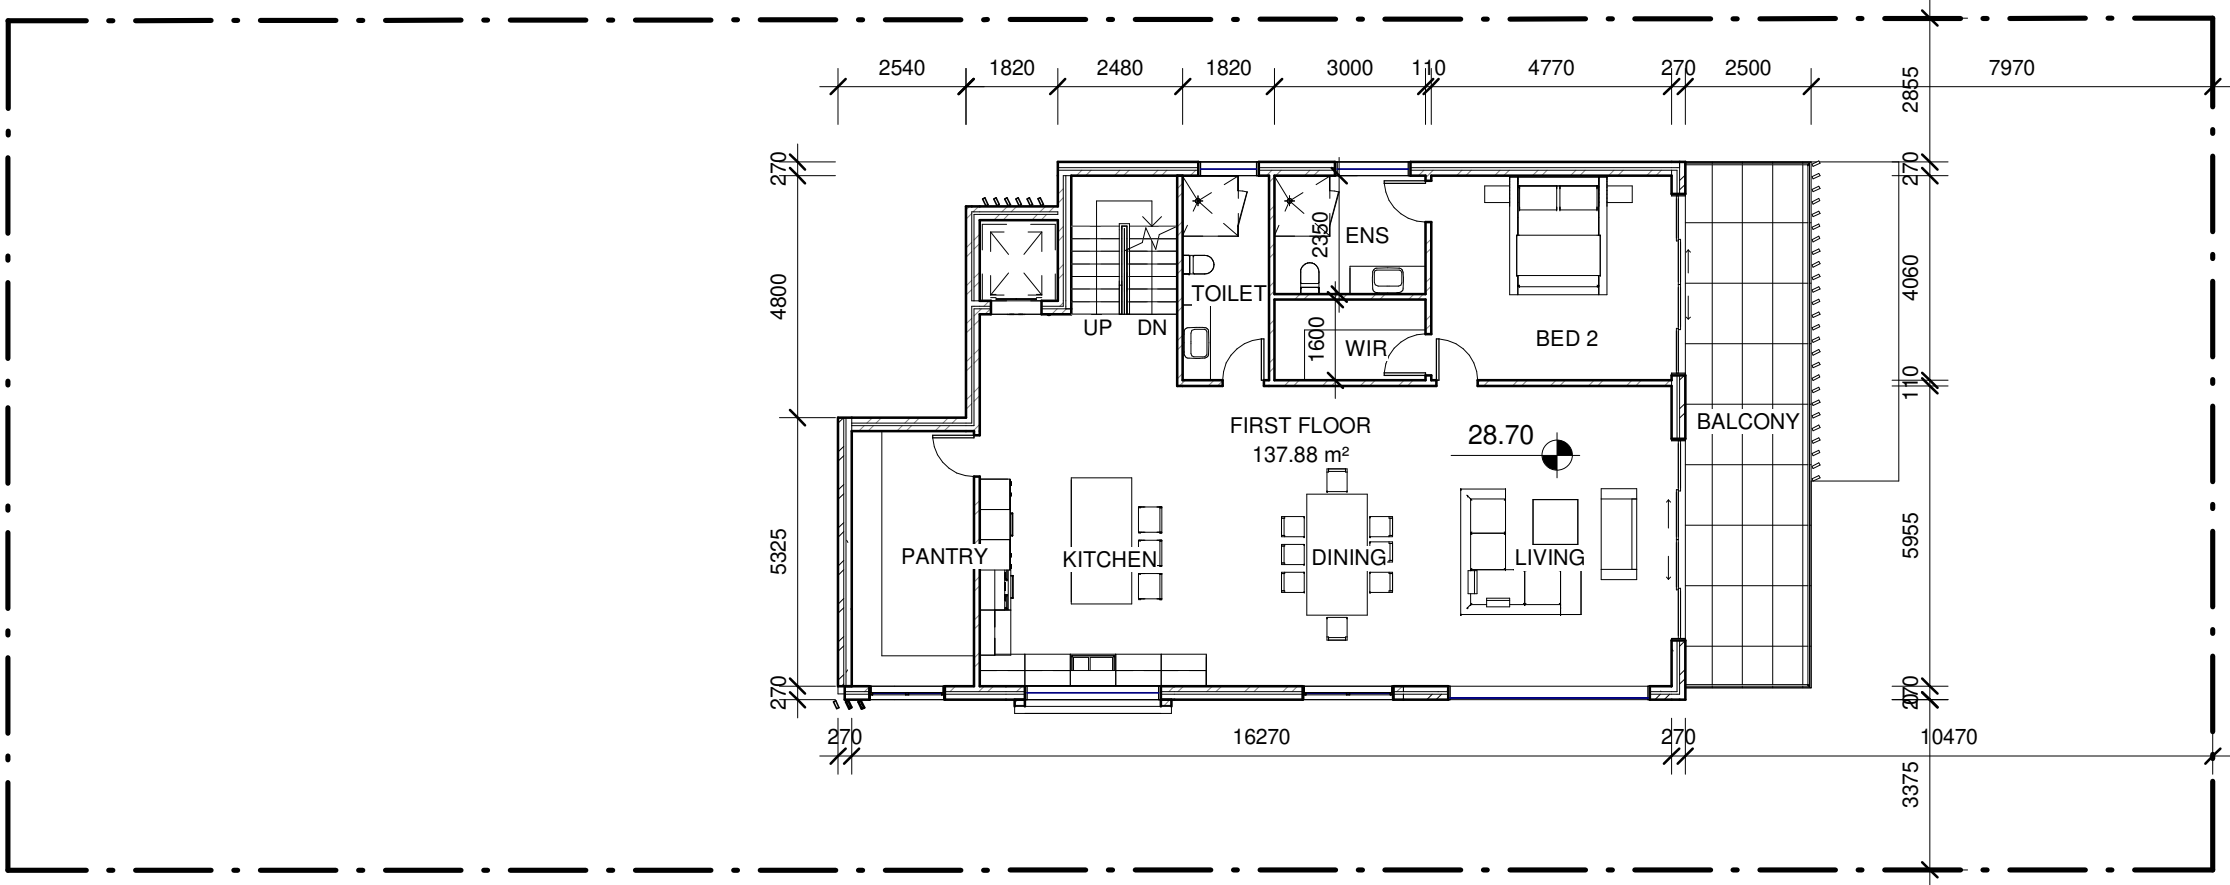 2540 1820 2480 1820 3000 110 4770 270 2500 7970
2855
270
270
2350
ENS
4800
TOILET
4060
UP DN
1600
WIR
BED 2
110
FIRST FLOOR
137.88 m²
28.70
BALCONY
5325
PANTRY
KITCHEN
DINING
LIVING
5955
270
270
270 16270 270 10470
3375